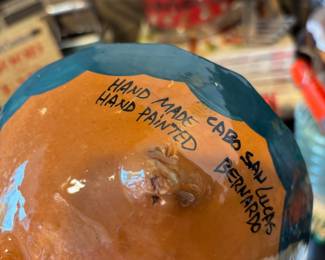 HAND MADE
HAND PAINTED
CABO SAN LUCAS
BERNARDO